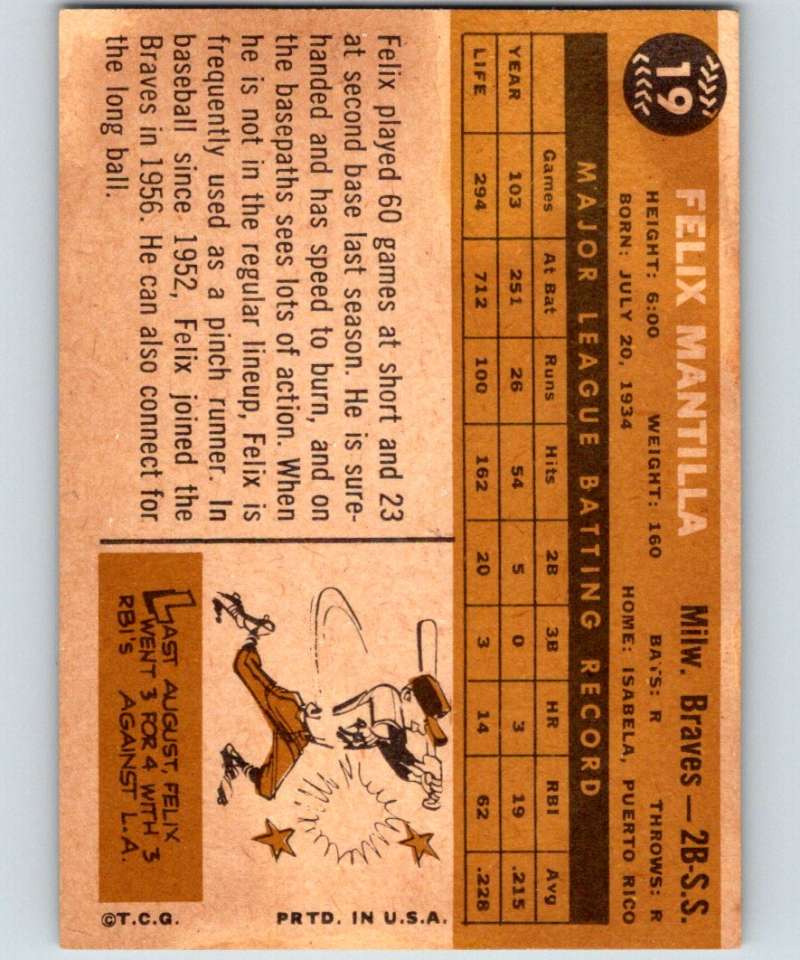 19
FELIX MANTILLA
Milw. Braves — 2B-S.S.
HEIGHT: 6:00 WEIGHT: 160 BATS: R THROWS: R
BORN: JULY 20, 1934 HOME: ISABELA, PUERTO RICO
MAJOR LEAGUE BATTING RECORD
Games At Bat Runs Hits 2B 3B HR RBI Avg
YEAR 103 251 26 54 5 0 3 19 .215
LIFE 294 712 100 162 20 3 14 62 .228
Felix played 60 games at short and 23
at second base last season. He is sure-
handed and has speed to burn, and on
the basepaths sees lots of action. When
he is not in the regular lineup, Felix is
frequently used as a pinch runner. In
baseball since 1952, Felix joined the
Braves in 1956. He can also connect for
the long ball.
LAST AUGUST, FELIX
WENT 3 FOR 4 WITH 3
RBI'S AGAINST L.A.
©T.C.G. PRTD. IN U.S.A.